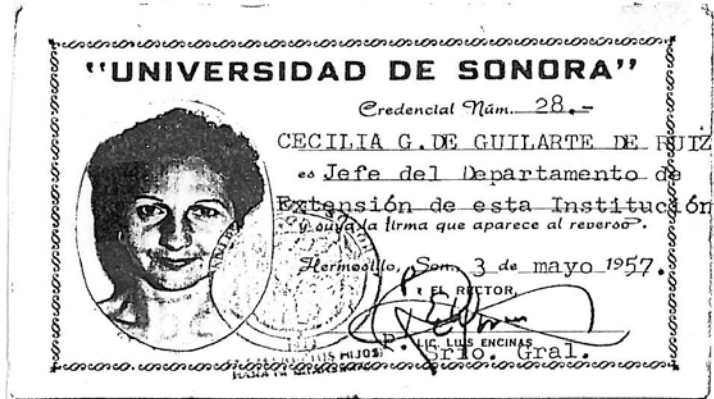 "UNIVERSIDAD DE SONORA"
Credencial Núm. 28.-
CECILIA G. DE GUILARTE DE RUIZ
es Jefe del Departamento de
Extensión de esta Institución
y cuya firma que aparece al reverso.
Hermosillo, Son. 3 de mayo 1957.
EL RECTOR,
P. LIC. LUIS ENCINAS
Srio. Gral.
HIJOS